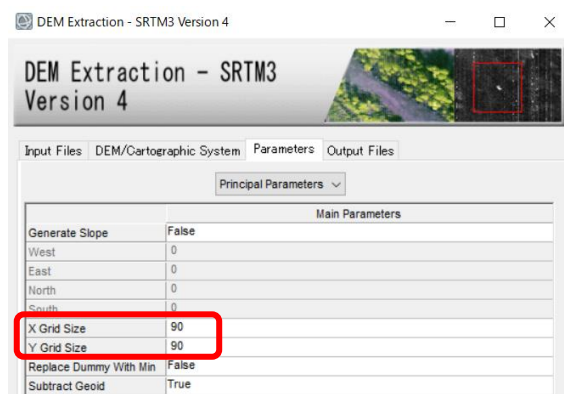 DEM Extraction - SRTM3 Version 4
DEM Extraction - SRTM3
Version 4
Input Files DEM/Cartographic System Parameters Output Files
Principal Parameters
Main Parameters
Generate Slope False
West 0
East 0
North 0
South 0
X Grid Size 90
Y Grid Size 90
Replace Dummy With Min False
Subtract Geoid True